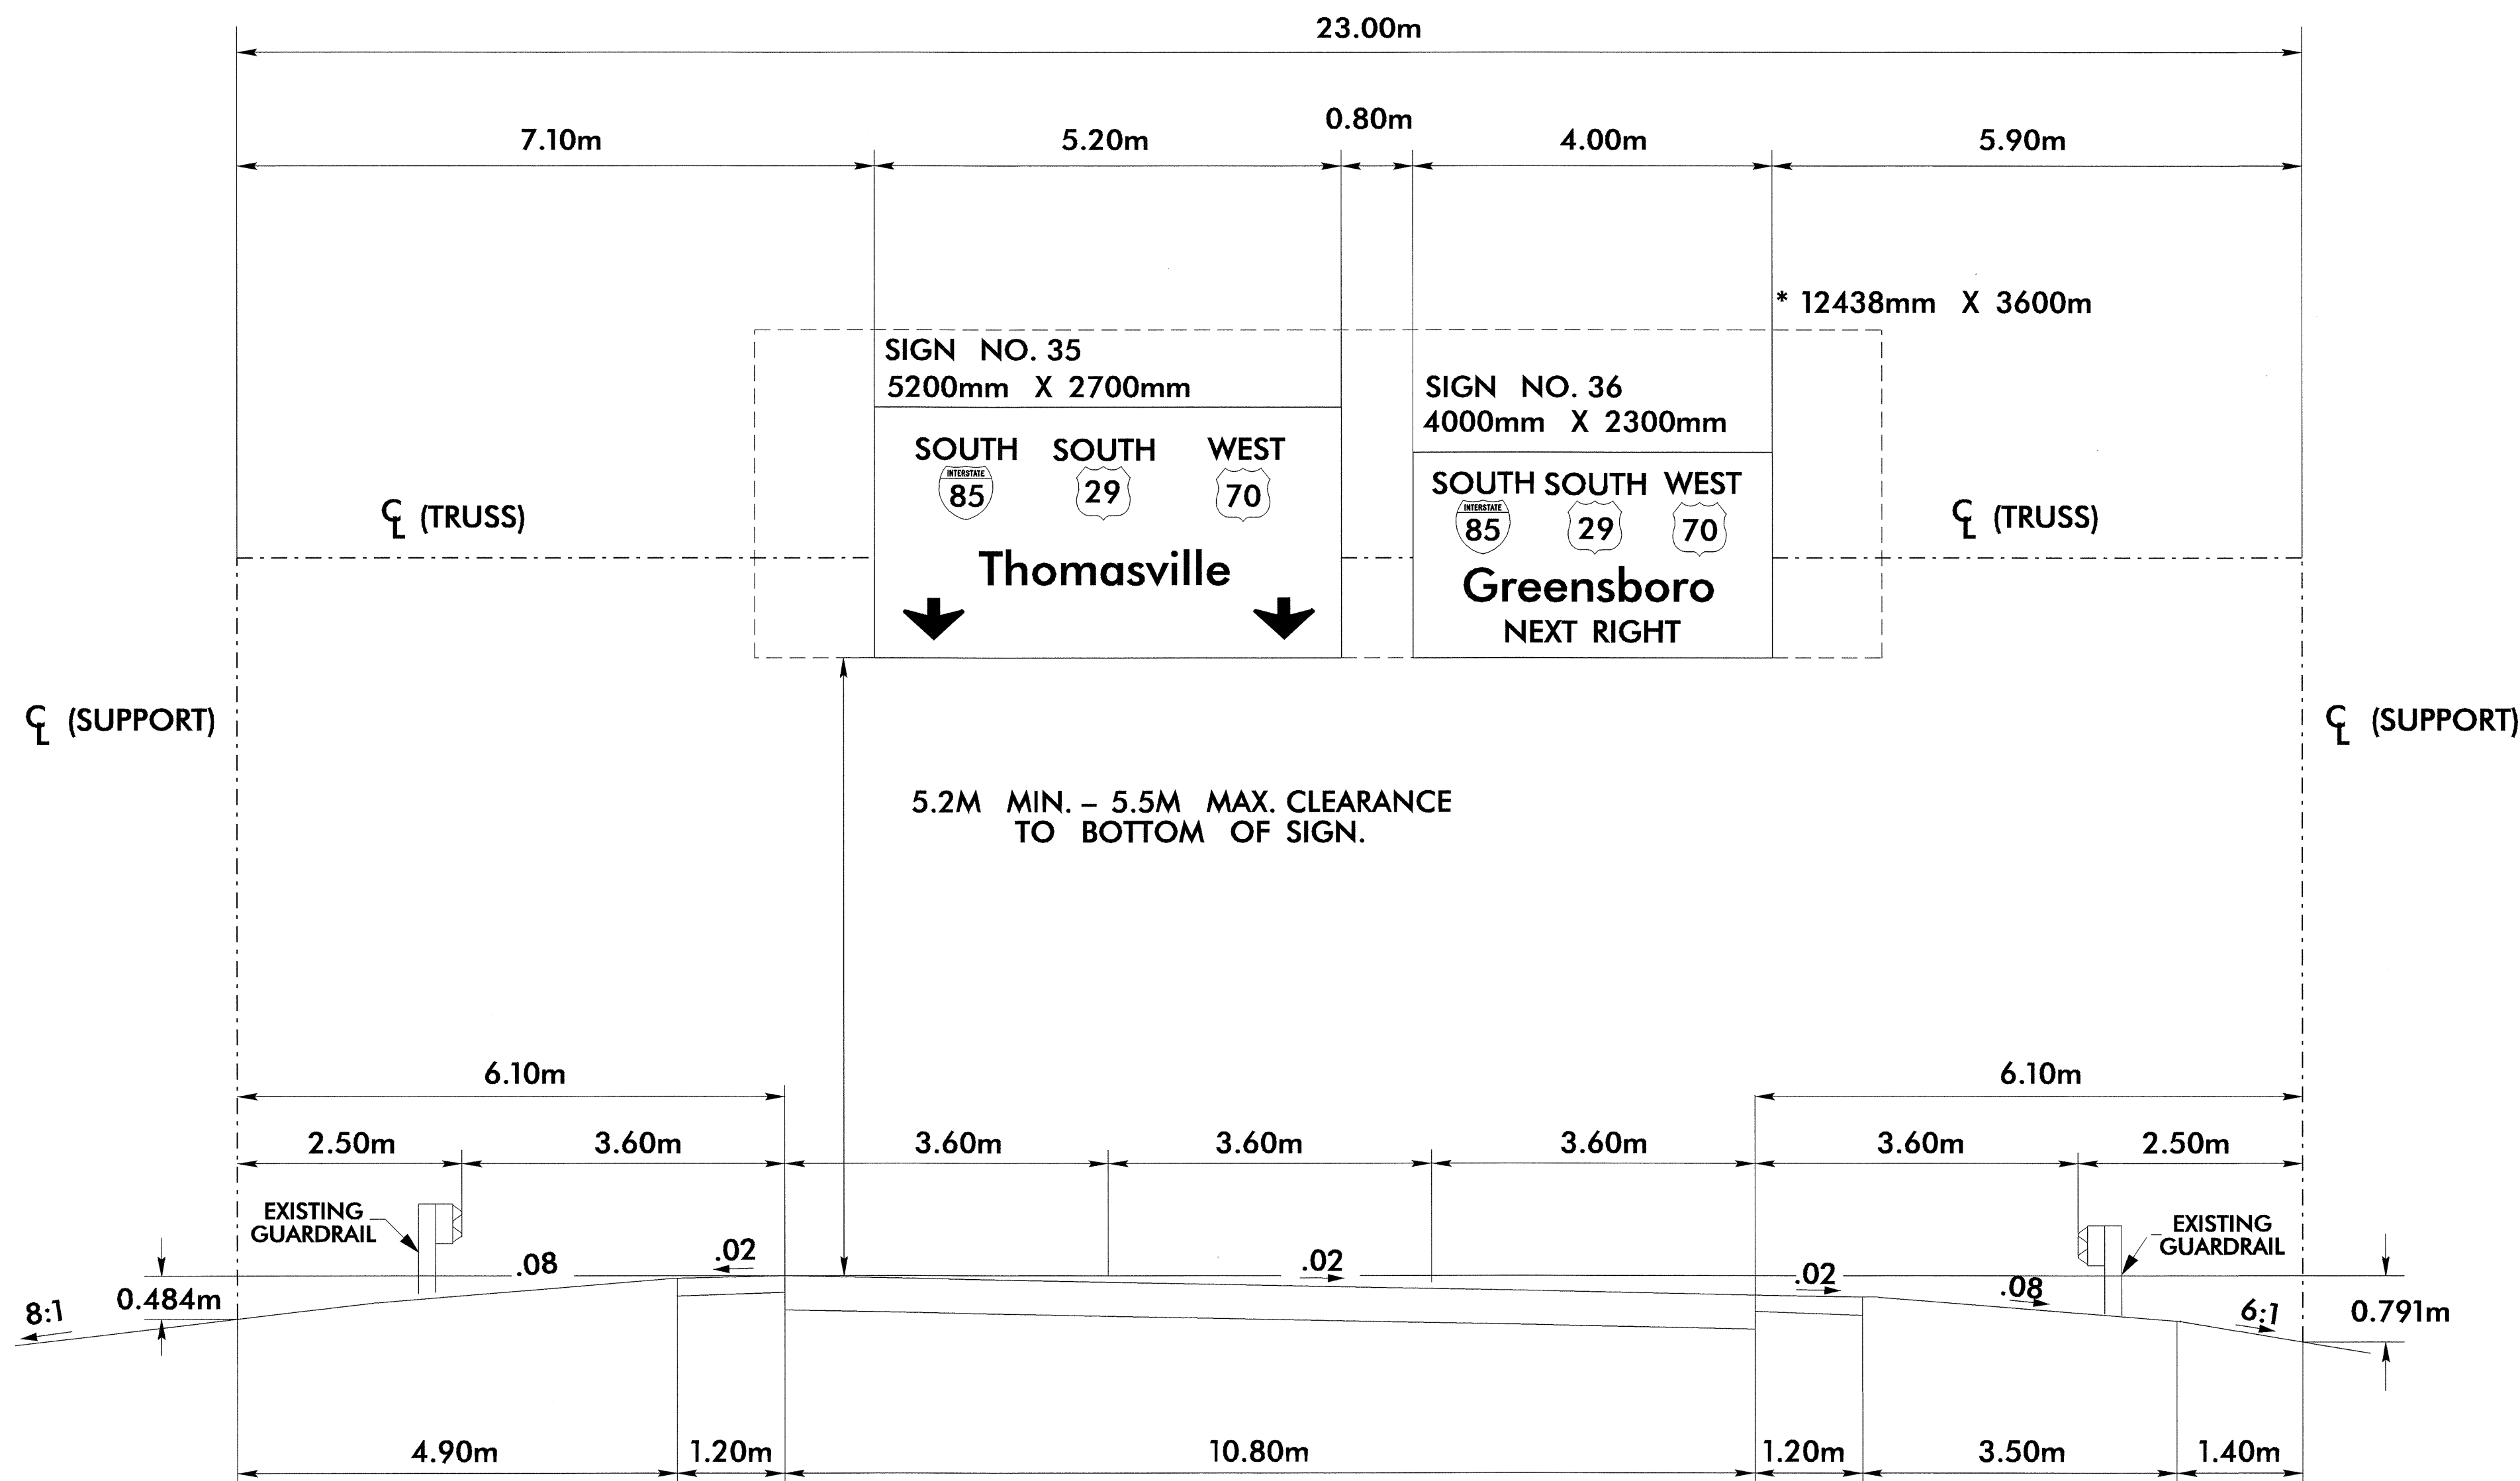 23.00m
0.80m
7.10m 5.20m 4.00m 5.90m
* 12438mm X 3600m
SIGN NO. 35
5200mm X 2700mm
SIGN NO. 36
4000mm X 2300mm
SOUTH SOUTH WEST
INTERSTATE
85 29 70
Thomasville
SOUTH SOUTH WEST
INTERSTATE
85 29 70
Greensboro
NEXT RIGHT
CL (TRUSS)
CL (TRUSS)
CL (SUPPORT)
CL (SUPPORT)
5.2M MIN. – 5.5M MAX. CLEARANCE
TO BOTTOM OF SIGN.
6.10m 6.10m
2.50m 3.60m 3.60m 3.60m 3.60m 3.60m 2.50m
EXISTING
GUARDRAIL
EXISTING
GUARDRAIL
.08 .02 .02 .02 .08
8:1 0.484m 6:1 0.791m
4.90m 1.20m 10.80m 1.20m 3.50m 1.40m